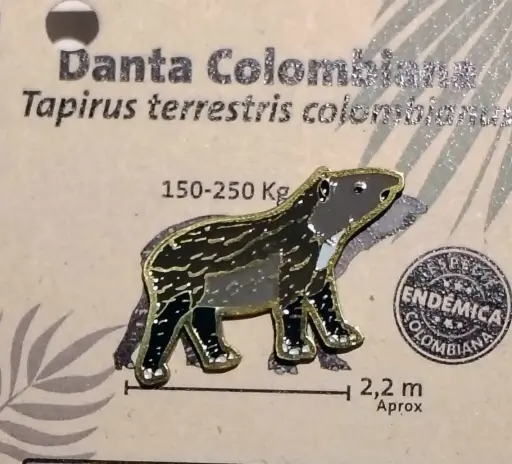 Danta Colombiana
Tapirus terrestris colombianus
150-250 Kg
ENDÉMICA
COLOMBIANA
2,2 m
Aprox